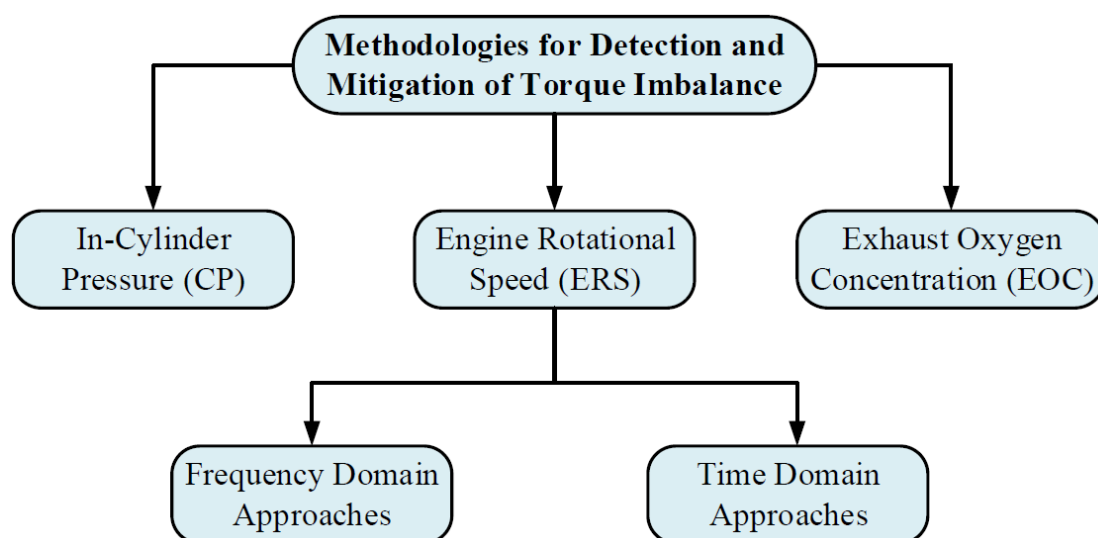 Methodologies for Detection and
Mitigation of Torque Imbalance
In-Cylinder
Pressure (CP)
Engine Rotational
Speed (ERS)
Exhaust Oxygen
Concentration (EOC)
Frequency Domain
Approaches
Time Domain
Approaches